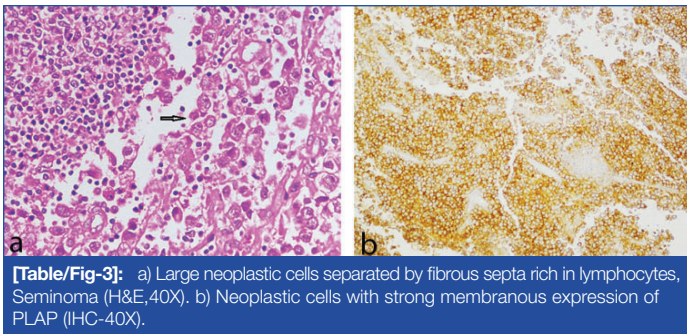 a
b
[Table/Fig-3]: a) Large neoplastic cells separated by fibrous septa rich in lymphocytes,
Seminoma (H&E,40X). b) Neoplastic cells with strong membranous expression of
PLAP (IHC-40X).